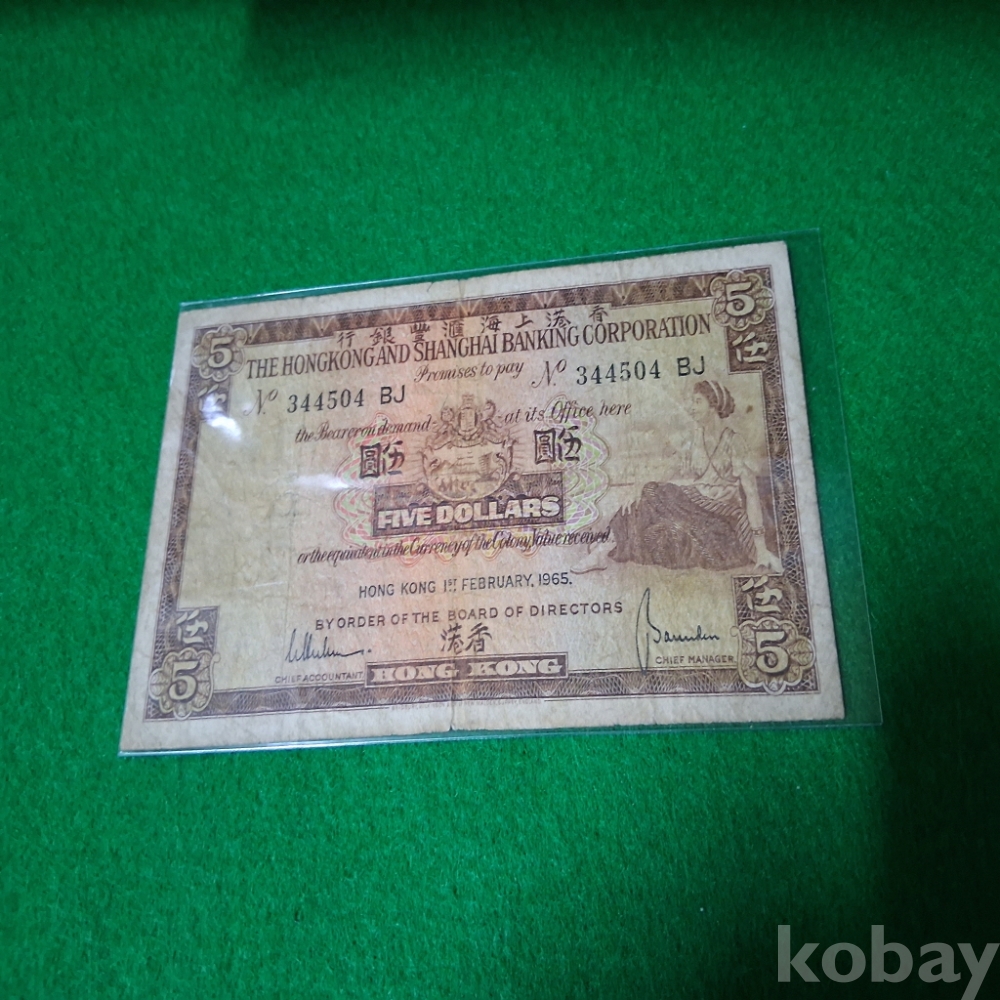 5
5
行銀豐滙海上港香
伍
THE HONGKONG AND SHANGHAI BANKING CORPORATION
Promises to pay
伍
No 344504 BJ
No 344504 BJ
the Bearer on demand
at its Office here
圓伍
圓伍
FIVE DOLLARS
or the equivalent in the Currency of the Colony Value received.
HONG KONG 1ST FEBRUARY, 1965.
BY ORDER OF THE BOARD OF DIRECTORS
伍
伍
港香
CHIEF ACCOUNTANT
HONG KONG
CHIEF MANAGER
5
5
kobay